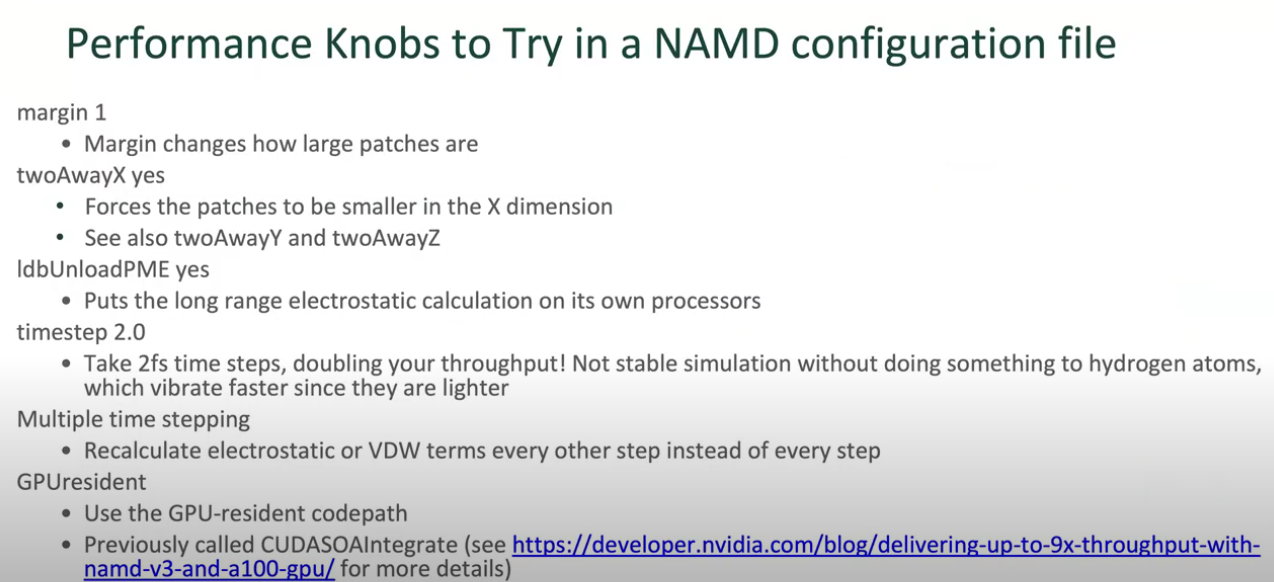 Performance Knobs to Try in a NAMD configuration file
margin 1
• Margin changes how large patches are
twoAwayX yes
• Forces the patches to be smaller in the X dimension
• See also twoAwayY and twoAwayZ
ldbUnloadPME yes
• Puts the long range electrostatic calculation on its own processors
timestep 2.0
• Take 2fs time steps, doubling your throughput! Not stable simulation without doing something to hydrogen atoms,
which vibrate faster since they are lighter
Multiple time stepping
• Recalculate electrostatic or VDW terms every other step instead of every step
GPUresident
• Use the GPU-resident codepath
• Previously called CUDASOAIntegrate (see https://developer.nvidia.com/blog/delivering-up-to-9x-throughput-with-
namd-v3-and-a100-gpu/ for more details)